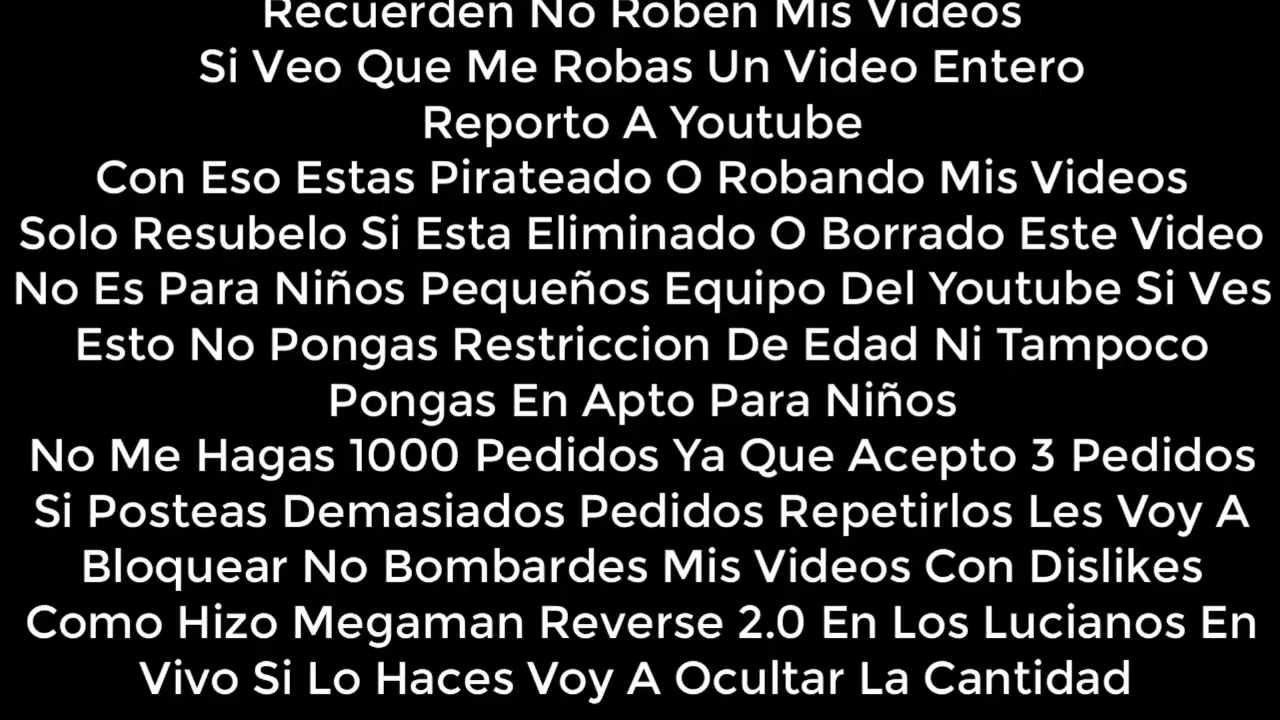 Recuerden No Roben Mis Videos
Si Veo Que Me Robas Un Video Entero
Reporto A Youtube
Con Eso Estas Pirateado O Robando Mis Videos
Solo Resubelo Si Esta Eliminado O Borrado Este Video
No Es Para Niños Pequeños Equipo Del Youtube Si Ves
Esto No Pongas Restriccion De Edad Ni Tampoco
Pongas En Apto Para Niños
No Me Hagas 1000 Pedidos Ya Que Acepto 3 Pedidos
Si Posteas Demasiados Pedidos Repetirlos Les Voy A
Bloquear No Bombardes Mis Videos Con Dislikes
Como Hizo Megaman Reverse 2.0 En Los Lucianos En
Vivo Si Lo Haces Voy A Ocultar La Cantidad